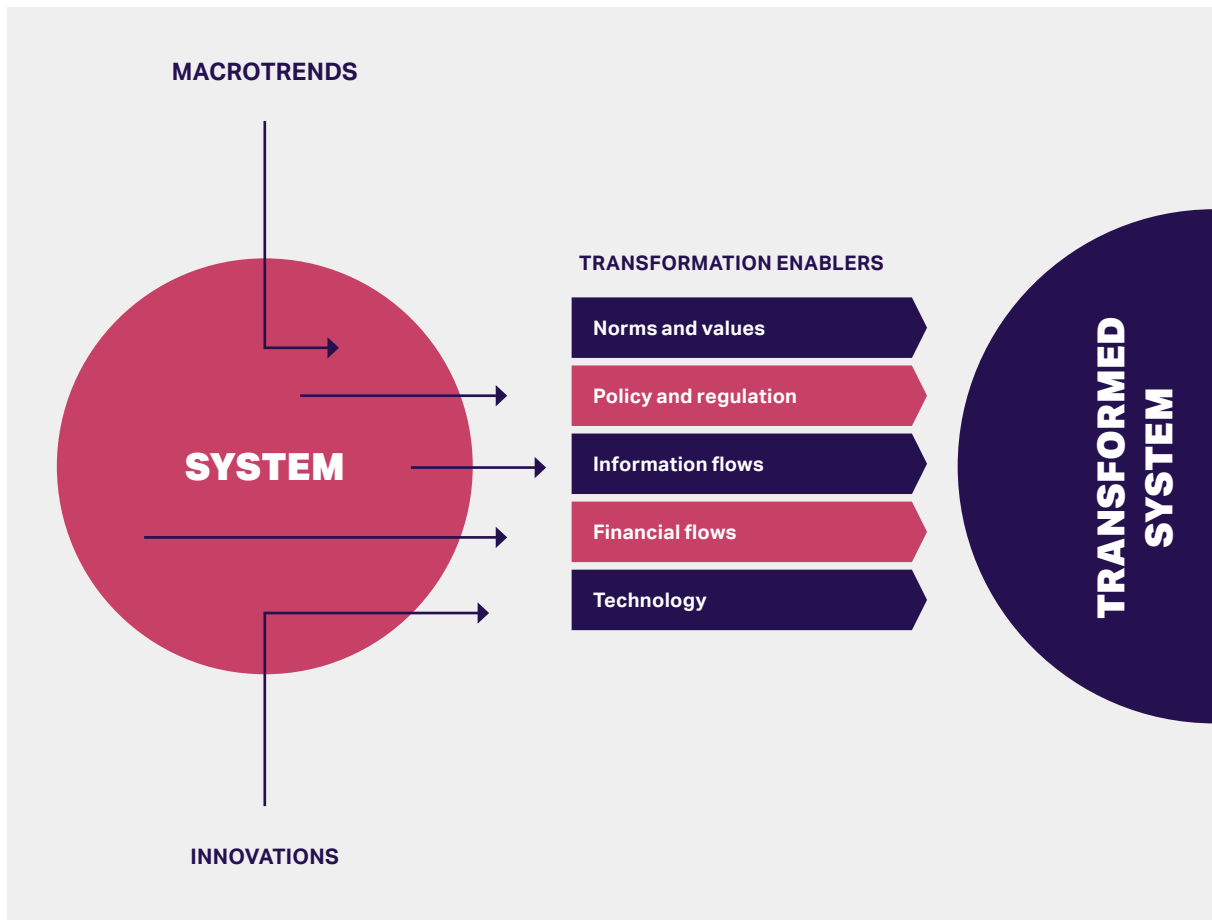 MACROTRENDS
TRANSFORMATION ENABLERS
Norms and values
Policy and regulation
SYSTEM
Information flows
Financial flows
Technology
TRANSFORMED
SYSTEM
INNOVATIONS